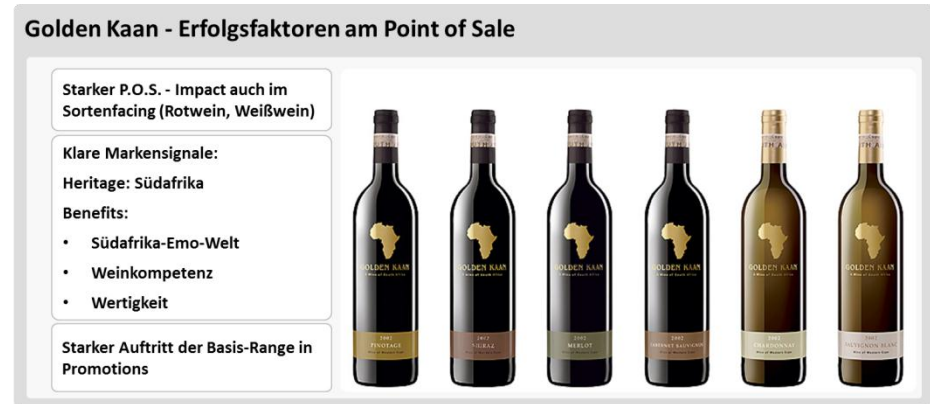 Golden Kaan - Erfolgsfaktoren am Point of Sale
Starker P.O.S. - Impact auch im
Sortenfacing (Rotwein, Weißwein)
Klare Markensignale:
Heritage: Südafrika
Benefits:
• Südafrika-Emo-Welt
• Weinkompetenz
• Wertigkeit
Starker Auftritt der Basis-Range in
Promotions
GOLDEN KAAN
PINOTAGE
GOLDEN KAAN
SHIRAZ
GOLDEN KAAN
MERLOT
GOLDEN KAAN
CABERNET SAUVIGNON
GOLDEN KAAN
CHARDONNAY
GOLDEN KAAN
SAUVIGNON BLANC